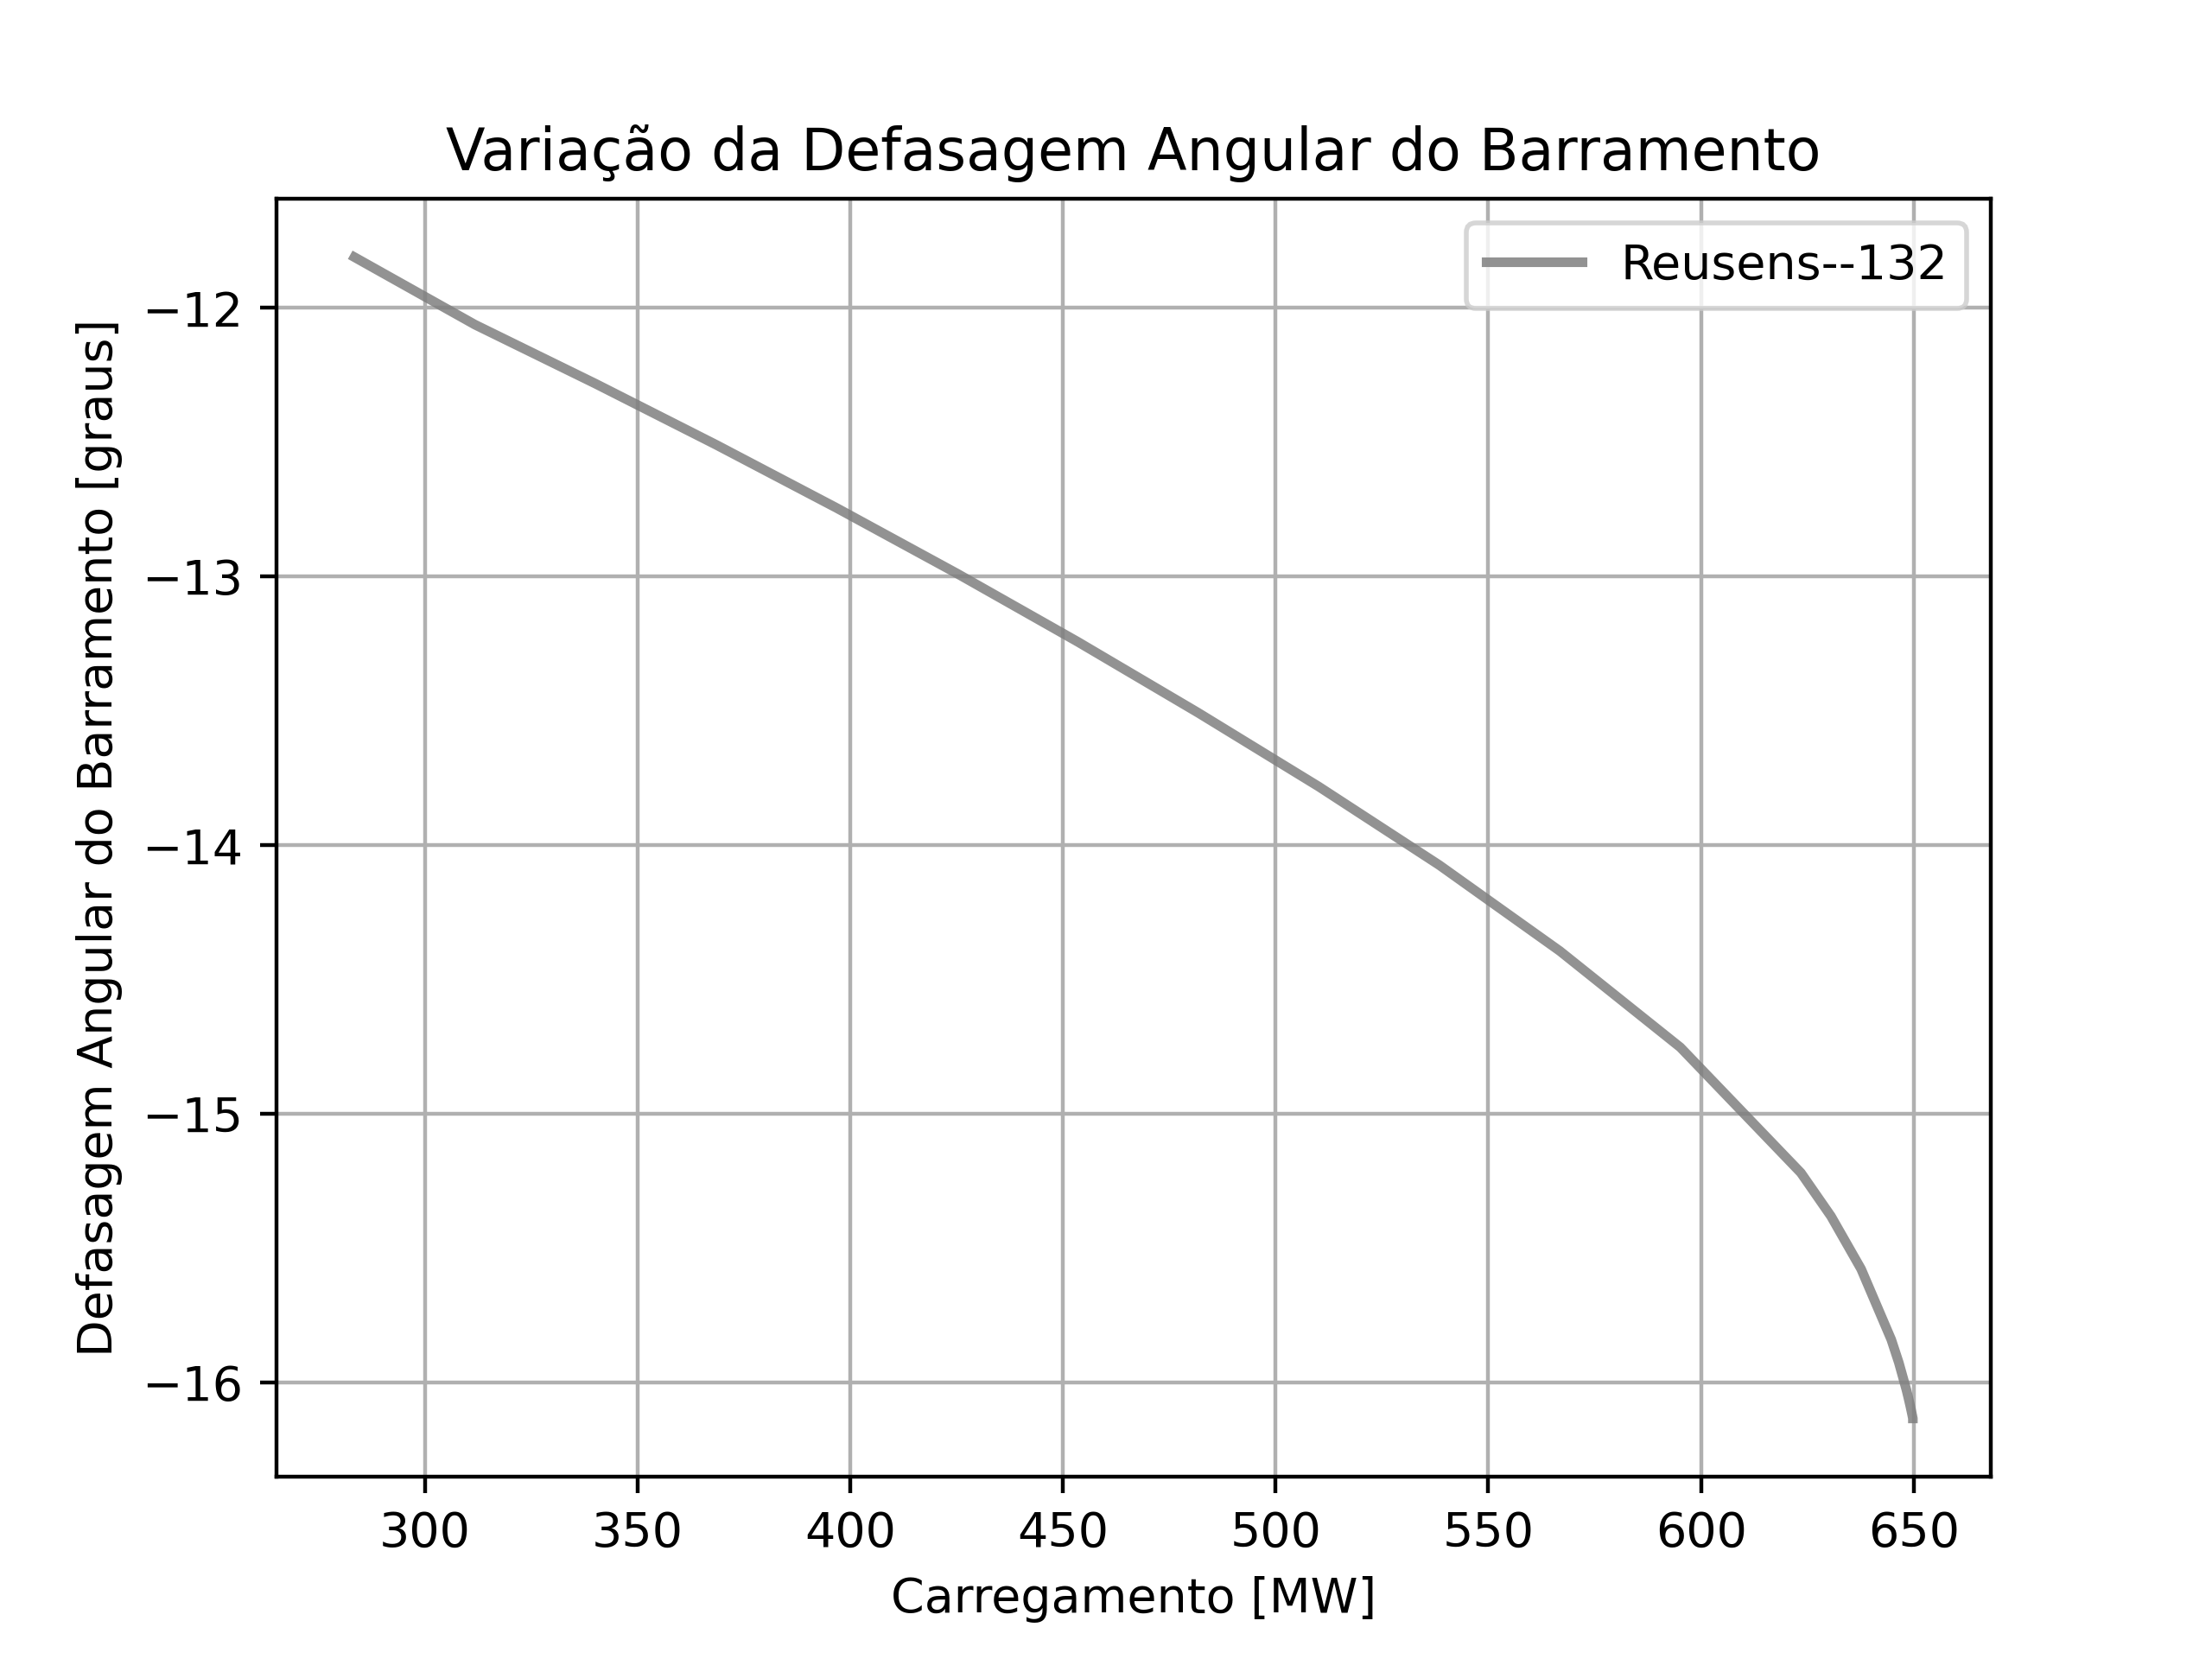 Variação da Defasagem Angular do Barramento
Reusens--132
Defasagem Angular do Barramento [graus]
−12
−13
−14
−15
−16
300 350 400 450 500 550 600 650
Carregamento [MW]